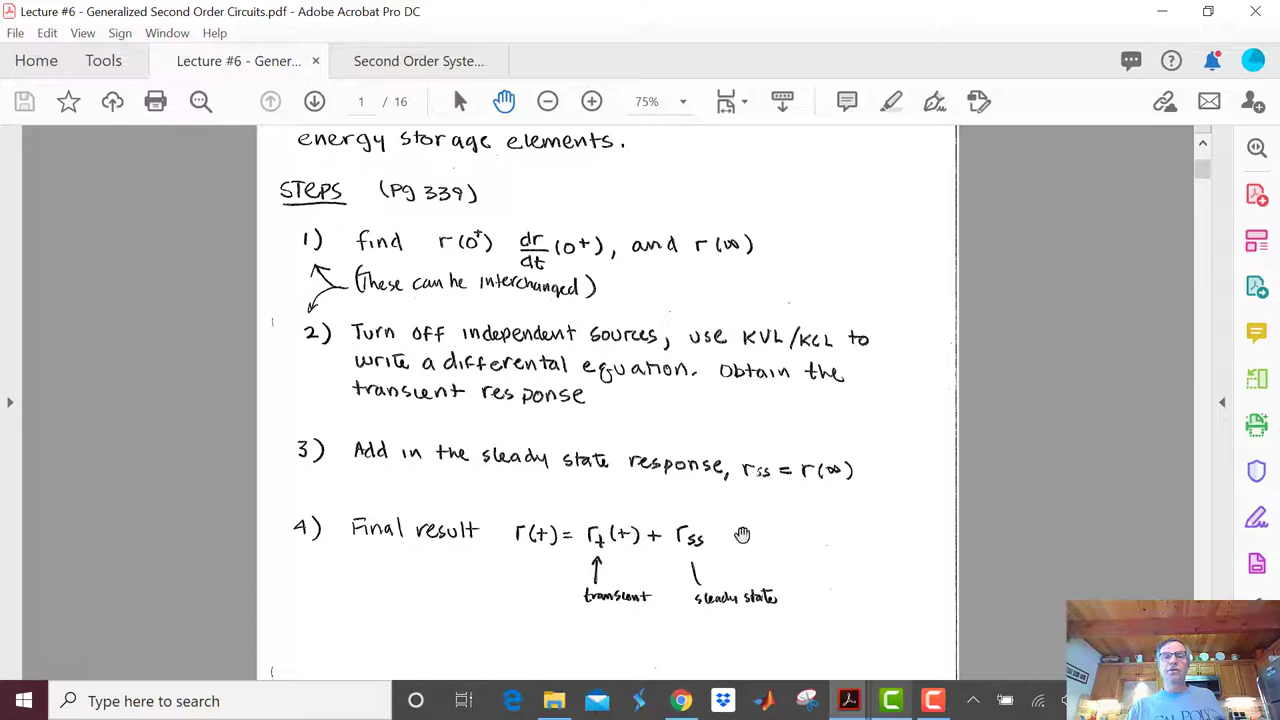 Lecture #6 - Generalized Second Order Circuits.pdf - Adobe Acrobat Pro DC
File Edit View Sign Window Help
Home Tools Lecture #6 - Gener... × Second Order Syste...
1 / 16 75%
energy storage elements.
STEPS (Pg 339)
1) find r(0+) dr/dt (0+), and r(∞)
(These can be interchanged)
2) Turn off independent sources, use KVL/KCL to
write a differental equation. Obtain the
transient response
3) Add in the steady state response, rss = r(∞)
4) Final result r(t) = rt(t) + rss
transient steady state
Type here to search